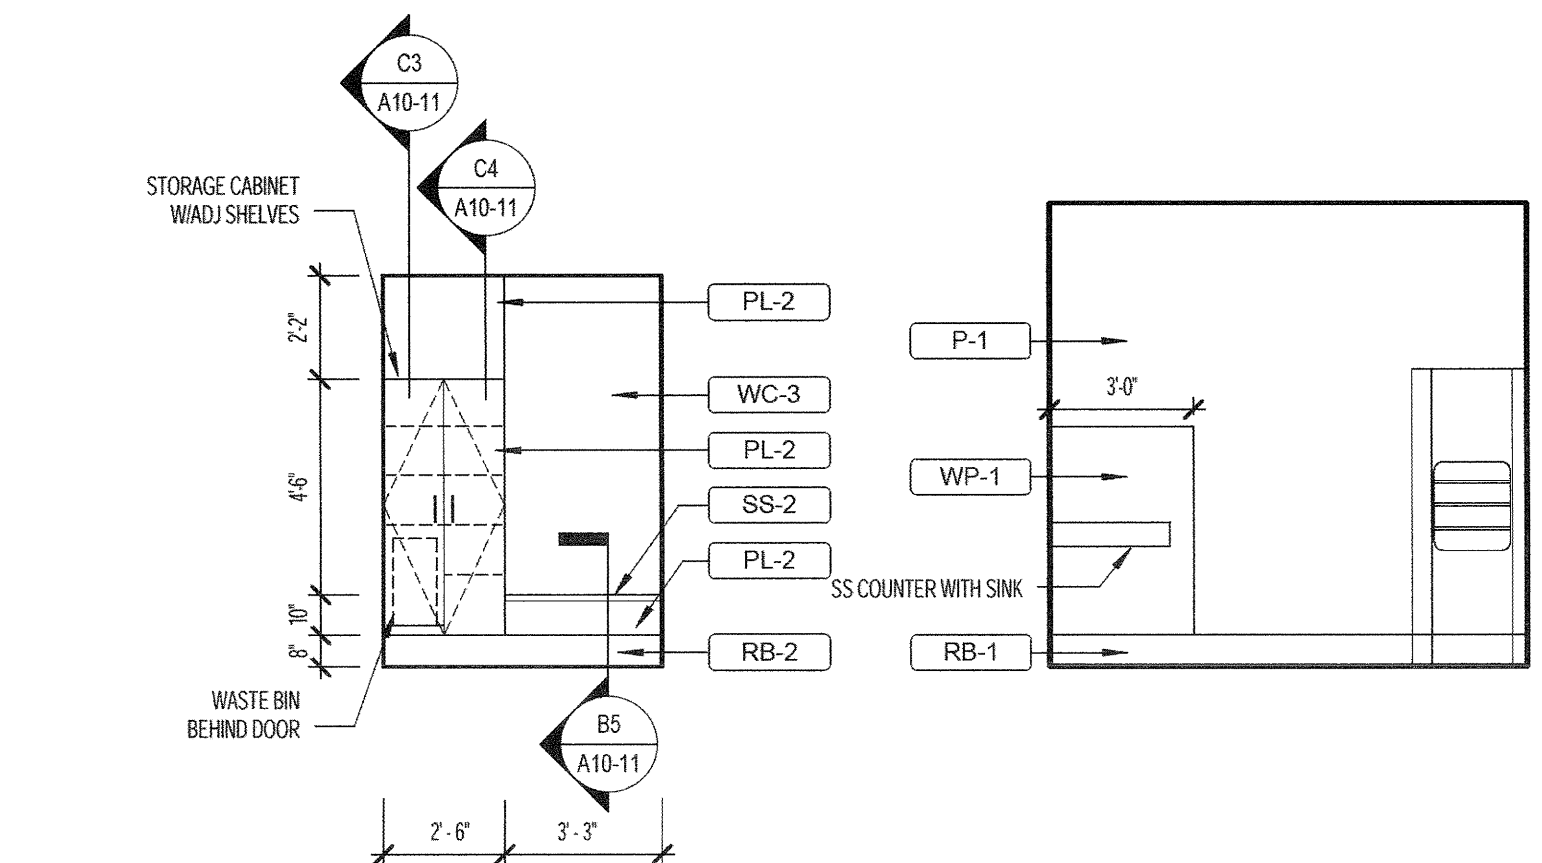 C3
A10-11
C4
A10-11
STORAGE CABINET
W/ADJ SHELVES
2'-2"
4'-6"
10"
8"
PL-2
WC-3
PL-2
SS-2
PL-2
RB-2
WASTE BIN
BEHIND DOOR
B5
A10-11
2' - 6"
3' - 3"
P-1
3'-0"
WP-1
SS COUNTER WITH SINK
RB-1